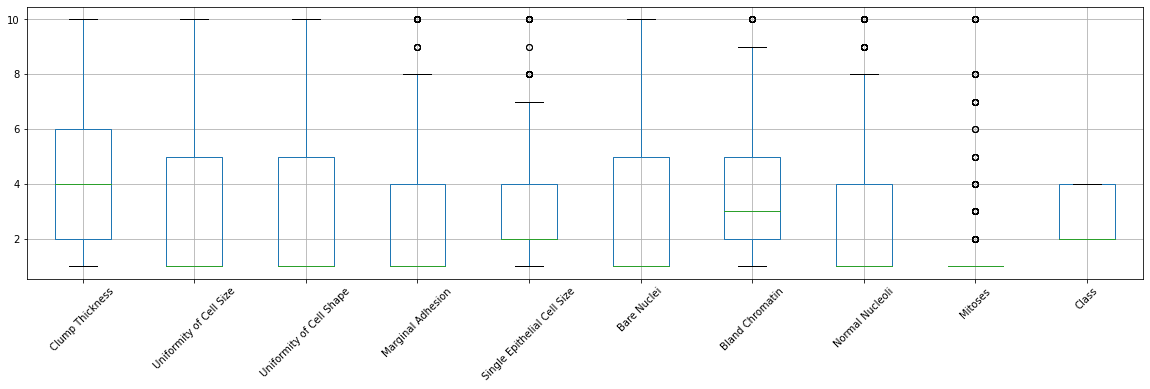 10
8
6
4
2
Clump Thickness
Uniformity of Cell Size
Uniformity of Cell Shape
Marginal Adhesion
Single Epithelial Cell Size
Bare Nuclei
Bland Chromatin
Normal Nucleoli
Mitoses
Class